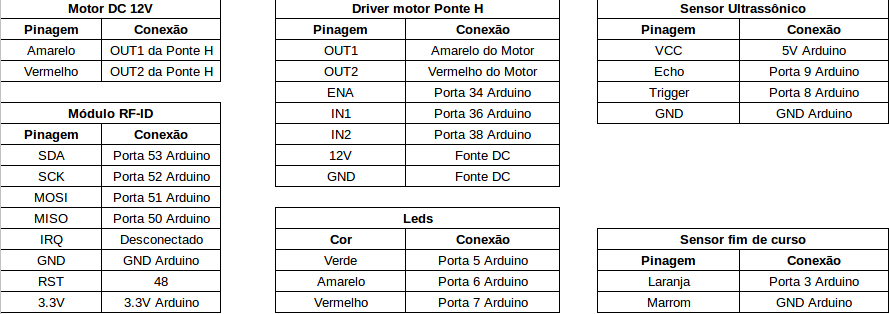 Motor DC 12V
Pinagem Conexão
Amarelo OUT1 da Ponte H
Vermelho OUT2 da Ponte H
Módulo RF-ID
Pinagem Conexão
SDA Porta 53 Arduino
SCK Porta 52 Arduino
MOSI Porta 51 Arduino
MISO Porta 50 Arduino
IRQ Desconectado
GND GND Arduino
RST 48
3.3V 3.3V Arduino
Driver motor Ponte H
Pinagem Conexão
OUT1 Amarelo do Motor
OUT2 Vermelho do Motor
ENA Porta 34 Arduino
IN1 Porta 36 Arduino
IN2 Porta 38 Arduino
12V Fonte DC
GND Fonte DC
Leds
Cor Conexão
Verde Porta 5 Arduino
Amarelo Porta 6 Arduino
Vermelho Porta 7 Arduino
Sensor Ultrassônico
Pinagem Conexão
VCC 5V Arduino
Echo Porta 9 Arduino
Trigger Porta 8 Arduino
GND GND Arduino
Sensor fim de curso
Pinagem Conexão
Laranja Porta 3 Arduino
Marrom GND Arduino